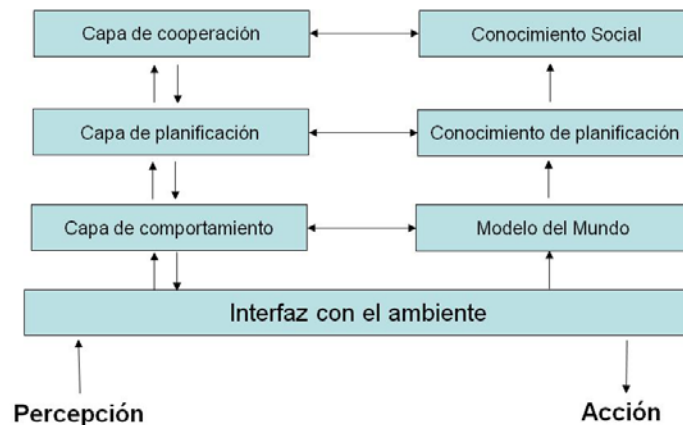 Capa de cooperación
Conocimiento Social
Capa de planificación
Conocimiento de planificación
Capa de comportamiento
Modelo del Mundo
Interfaz con el ambiente
Percepción
Acción